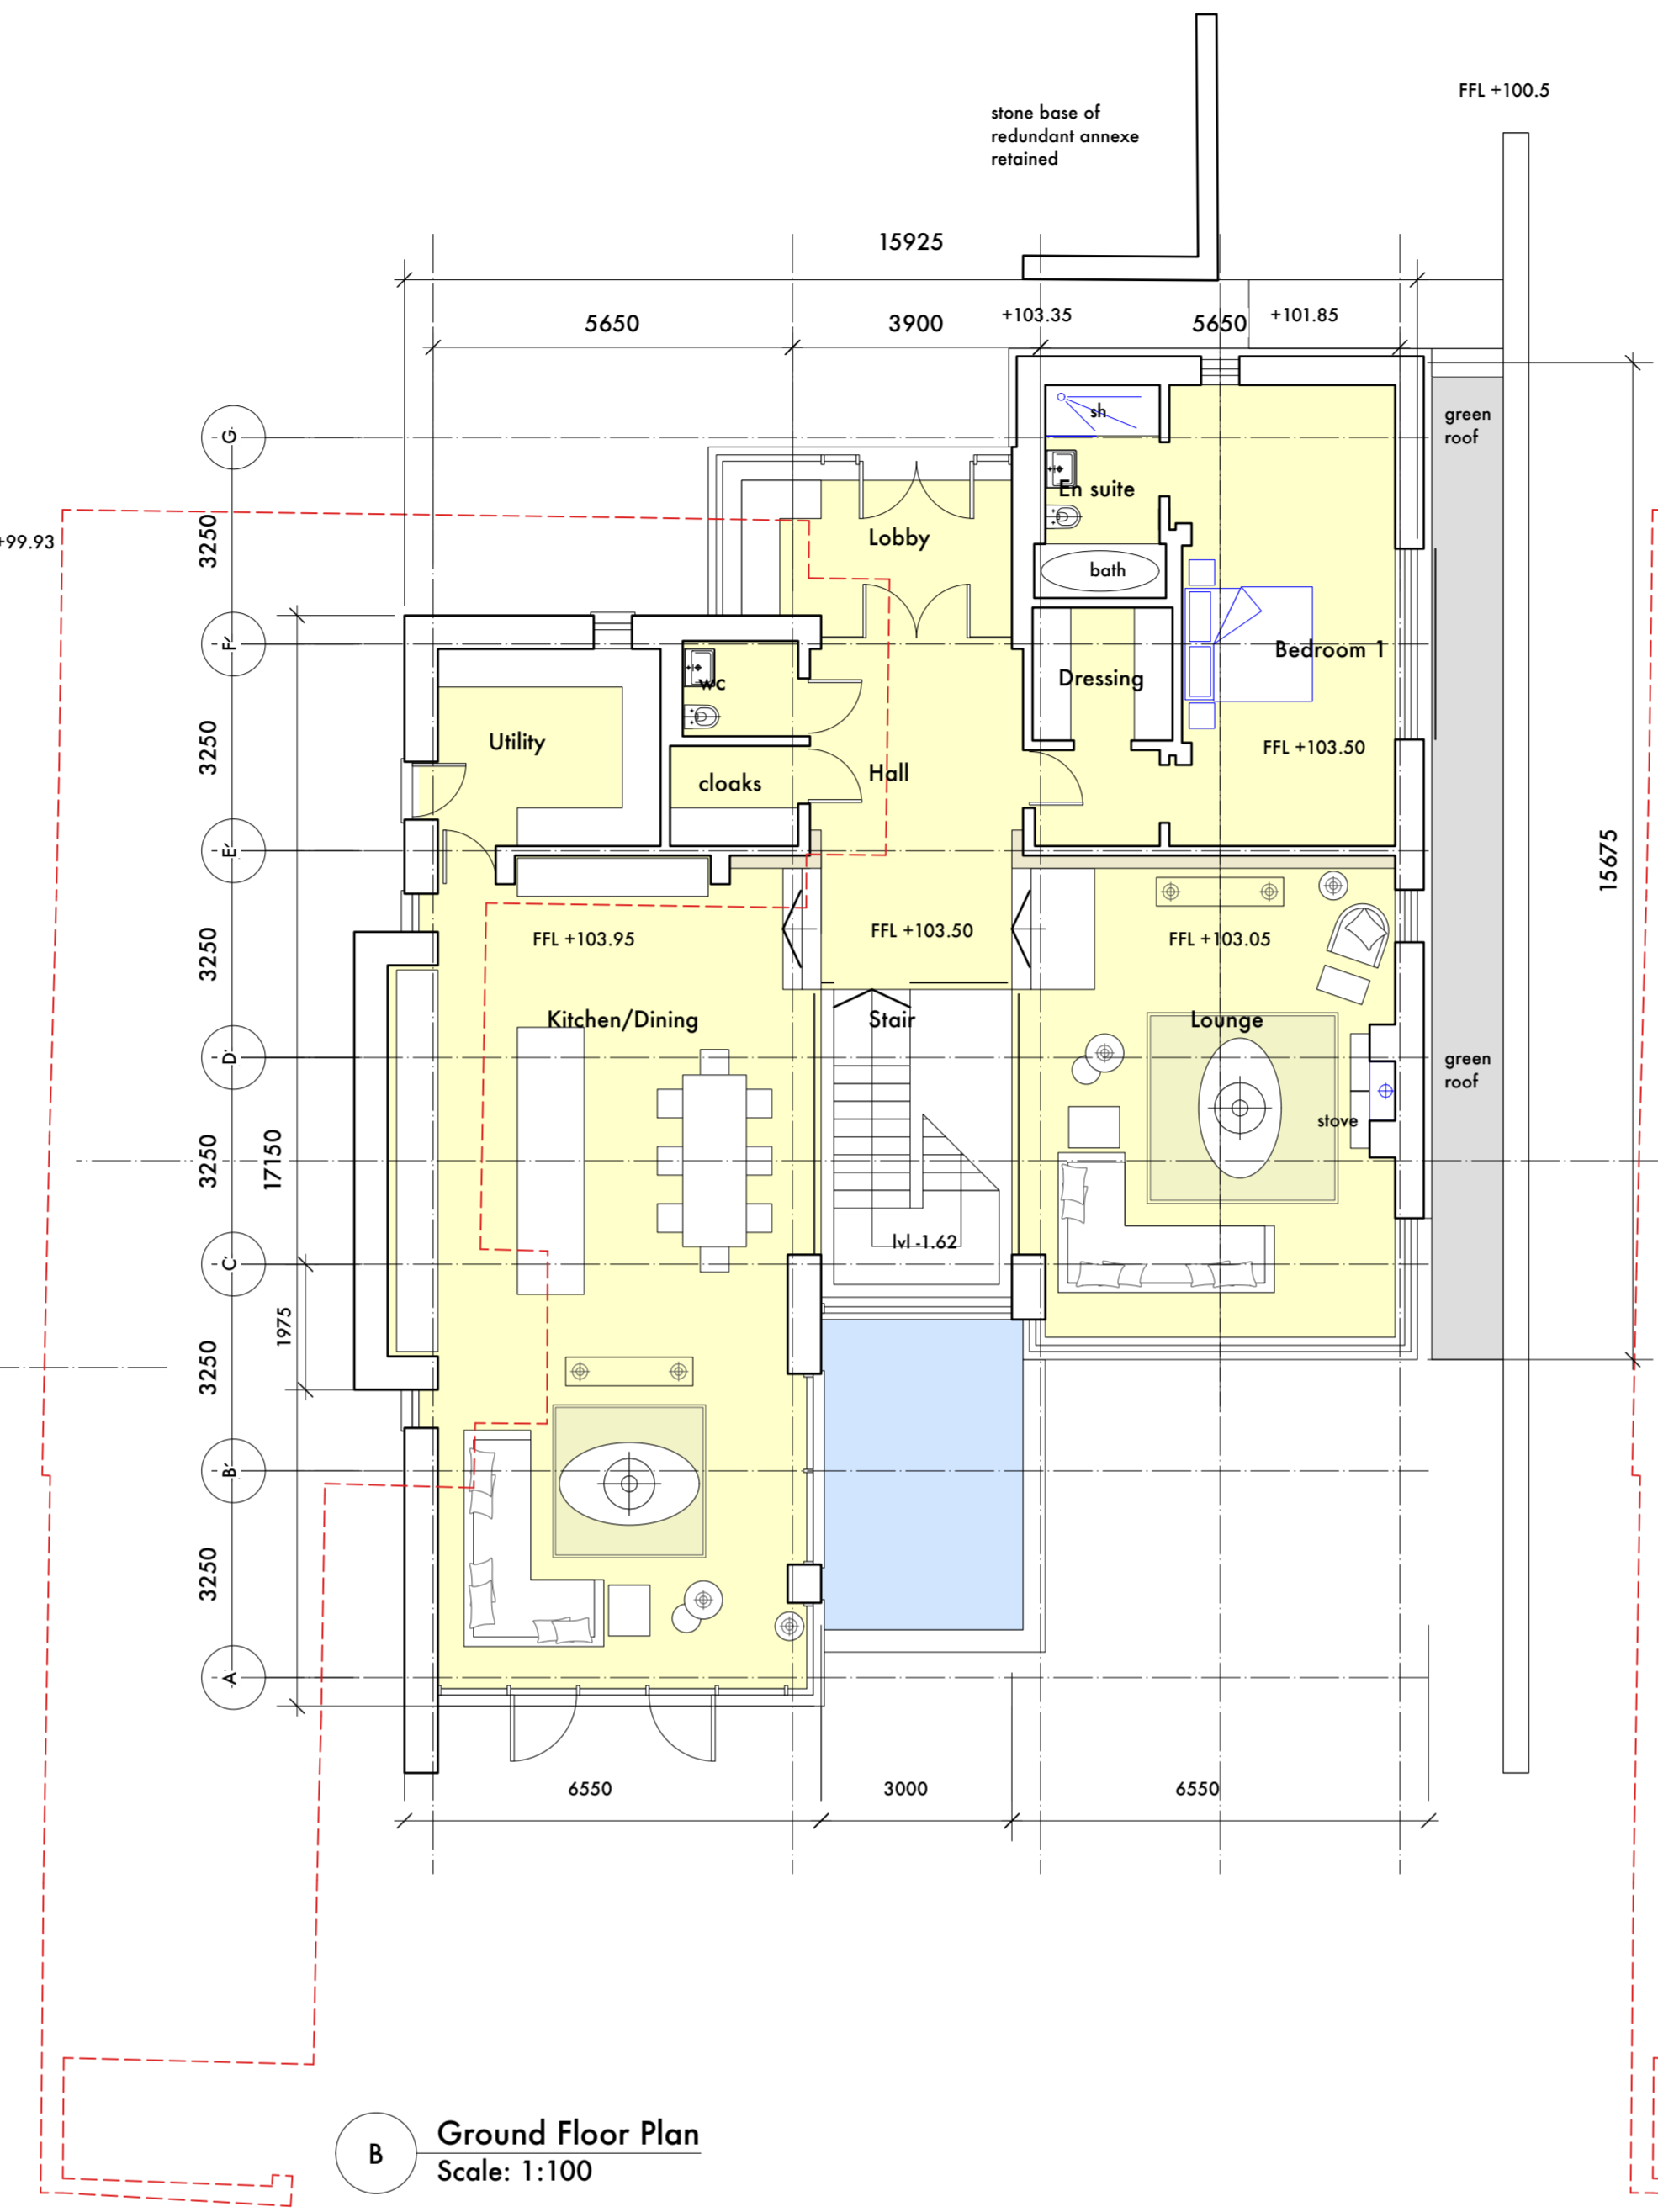 FFL +100.5
stone base of
redundant annexe
retained
15925
5650
3900
+103.35
5650
+101.85
G
sh
green
roof
En suite
+99.93
3250
Lobby
bath
F'
Bedroom 1
Dressing
wc
Utility
3250
FFL +103.50
Hall
cloaks
E'
15675
FFL +103.95
FFL +103.50
FFL +103.05
3250
Kitchen/Dining
Stair
Lounge
D'
green
roof
stove
3250
17150
lvl -1.62
C'
1975
3250
B'
3250
A'
6550
3000
6550
B
Ground Floor Plan
Scale: 1:100